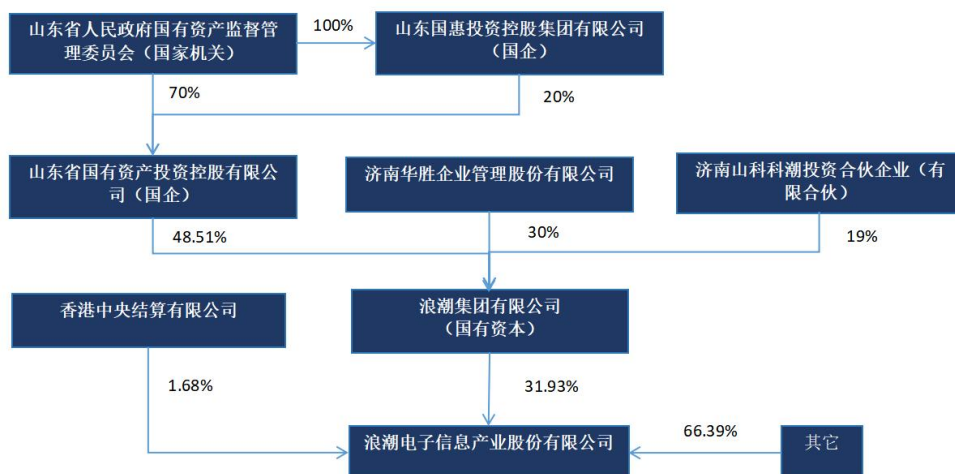 山东省人民政府国有资产监督管
理委员会（国家机关）
100%
山东国惠投资控股集团有限公司
（国企）
70%
20%
山东省国有资产投资控股有限公
司（国企）
济南华胜企业管理股份有限公司
济南山科科潮投资合伙企业（有
限合伙）
48.51%
30%
19%
香港中央结算有限公司
浪潮集团有限公司
（国有资本）
1.68%
31.93%
浪潮电子信息产业股份有限公司
66.39%
其它